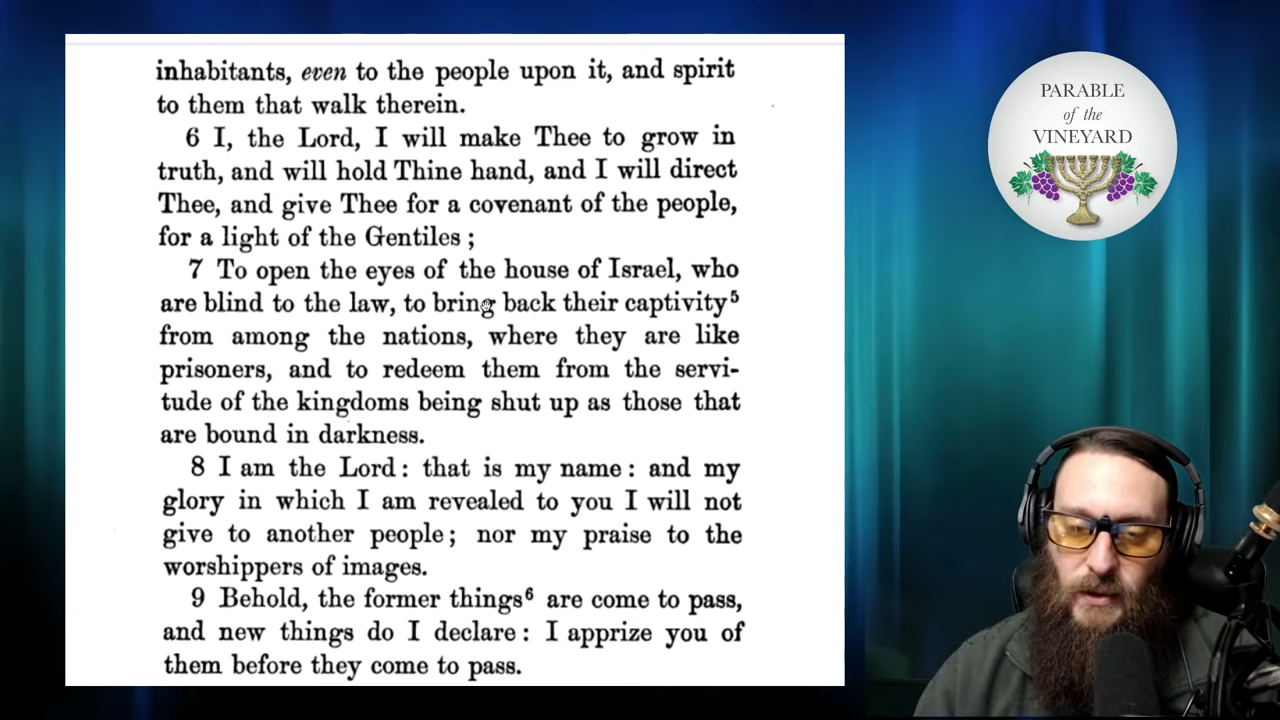 inhabitants, even to the people upon it, and spirit
to them that walk therein.
6 I, the Lord, I will make Thee to grow in
truth, and will hold Thine hand, and I will direct
Thee, and give Thee for a covenant of the people,
for a light of the Gentiles ;
7 To open the eyes of the house of Israel, who
are blind to the law, to bring back their captivity5
from among the nations, where they are like
prisoners, and to redeem them from the servi-
tude of the kingdoms being shut up as those that
are bound in darkness.
8 I am the Lord : that is my name : and my
glory in which I am revealed to you I will not
give to another people ; nor my praise to the
worshippers of images.
9 Behold, the former things6 are come to pass,
and new things do I declare : I apprize you of
them before they come to pass.
PARABLE
of the
VINEYARD